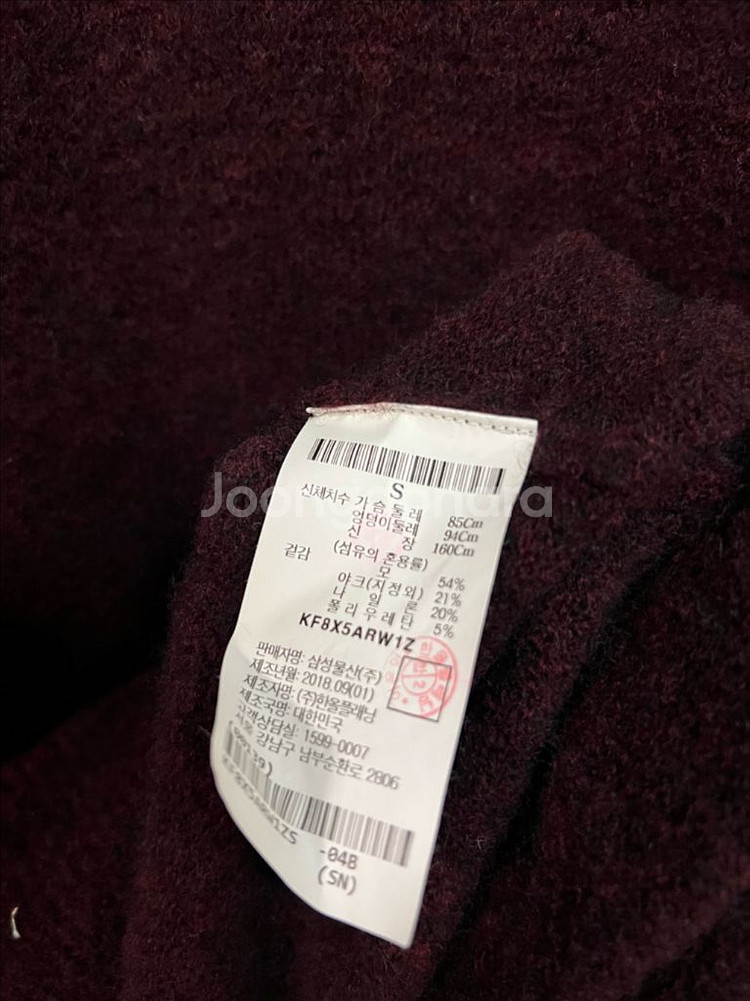 S
신체치수 가슴둘레 85Cm
엉덩이둘레 94Cm
신장 160Cm
겉감 (섬유의 혼용률)
모 54%
야크(지정외) 21%
나일론 20%
폴리우레탄 5%
KF8X5ARW1Z
판매자명: 삼성물산(주)
제조년월: 2018.09(01)
제조자명: (주)한올플래닝
제조국명: 대한민국
고객상담실: 1599-0007
서울 강남구 남부순환로 2806
-04B
(SN)